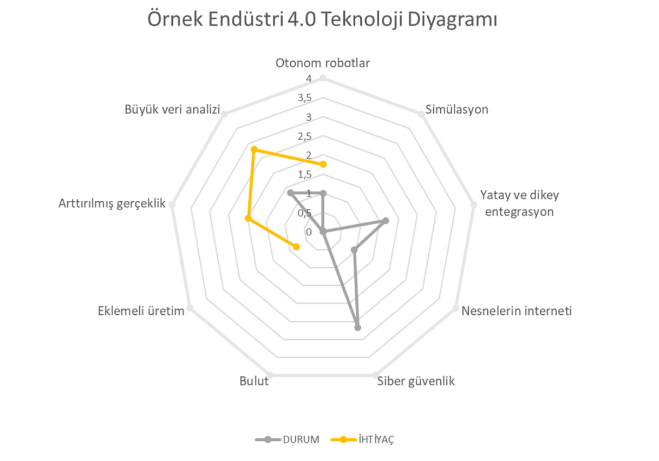 Örnek Endüstri 4.0 Teknoloji Diyagramı
Otonom robotlar
4
3,5
3
2,5
2
1,5
1
0,5
0
Simülasyon
Yatay ve dikey
entegrasyon
Nesnelerin interneti
Siber güvenlik
Bulut
Eklemeli üretim
Arttırılmış gerçeklik
Büyük veri analizi
DURUM
İHTİYAÇ